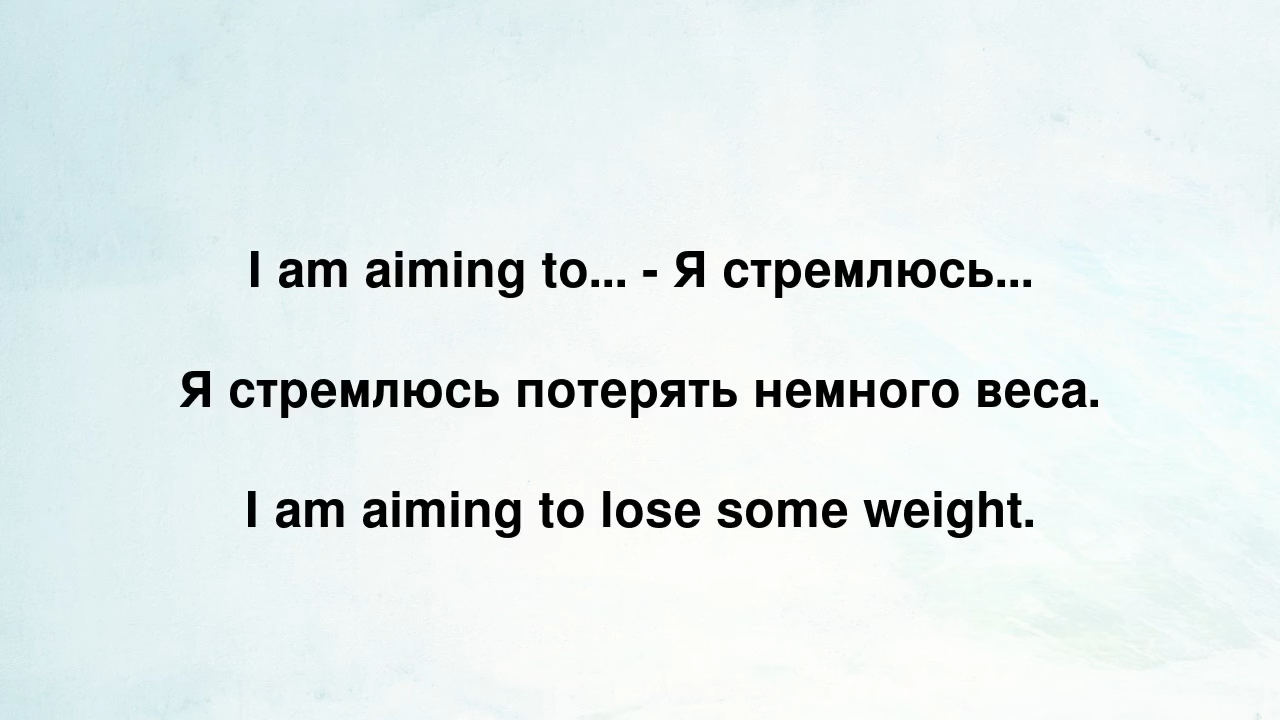 I am aiming to... - Я стремлюсь...
Я стремлюсь потерять немного веса.
I am aiming to lose some weight.